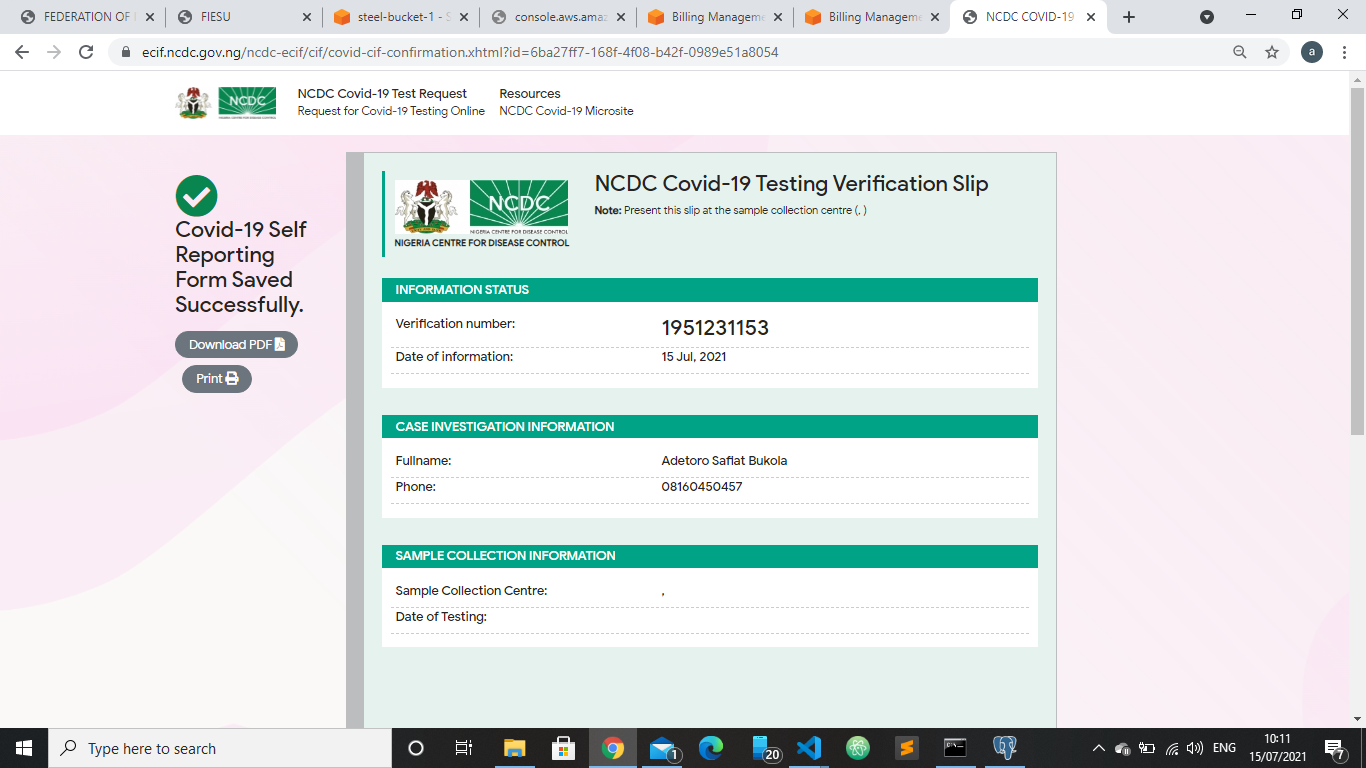 FEDERATION OF
FIESU
steel-bucket-1 - S
console.aws.amaz
Billing Manageme
Billing Manageme
NCDC COVID-19
ecif.ncdc.gov.ng/ncdc-ecif/cif/covid-cif-confirmation.xhtml?id=6ba27ff7-168f-4f08-b42f-0989e51a8054
a
NCDC
NCDC Covid-19 Test Request
Request for Covid-19 Testing Online
Resources
NCDC Covid-19 Microsite
Covid-19 Self
Reporting
Form Saved
Successfully.
Download PDF
Print
NCDC
NIGERIA CENTRE FOR DISEASE CONTROL
NIGERIA CENTRE FOR DISEASE CONTROL
NCDC Covid-19 Testing Verification Slip
Note: Present this slip at the sample collection centre (, )
INFORMATION STATUS
Verification number: 1951231153
Date of information: 15 Jul, 2021
CASE INVESTIGATION INFORMATION
Fullname: Adetoro Safiat Bukola
Phone: 08160450457
SAMPLE COLLECTION INFORMATION
Sample Collection Centre: ,
Date of Testing:
Type here to search
1
20
ENG
10:11
15/07/2021
7